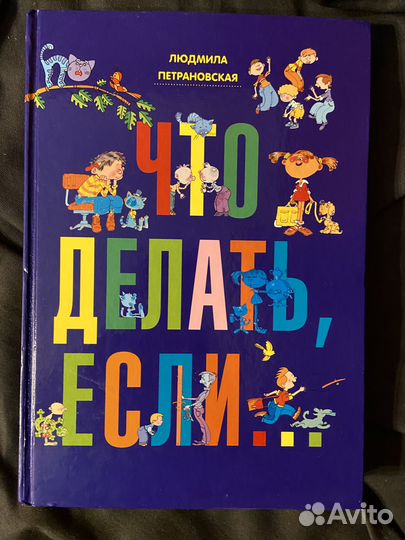 ЛЮДМИЛА
ПЕТРАНОВСКАЯ
ЧТО
ДЕЛАТЬ,
ЕСЛИ...
Avito